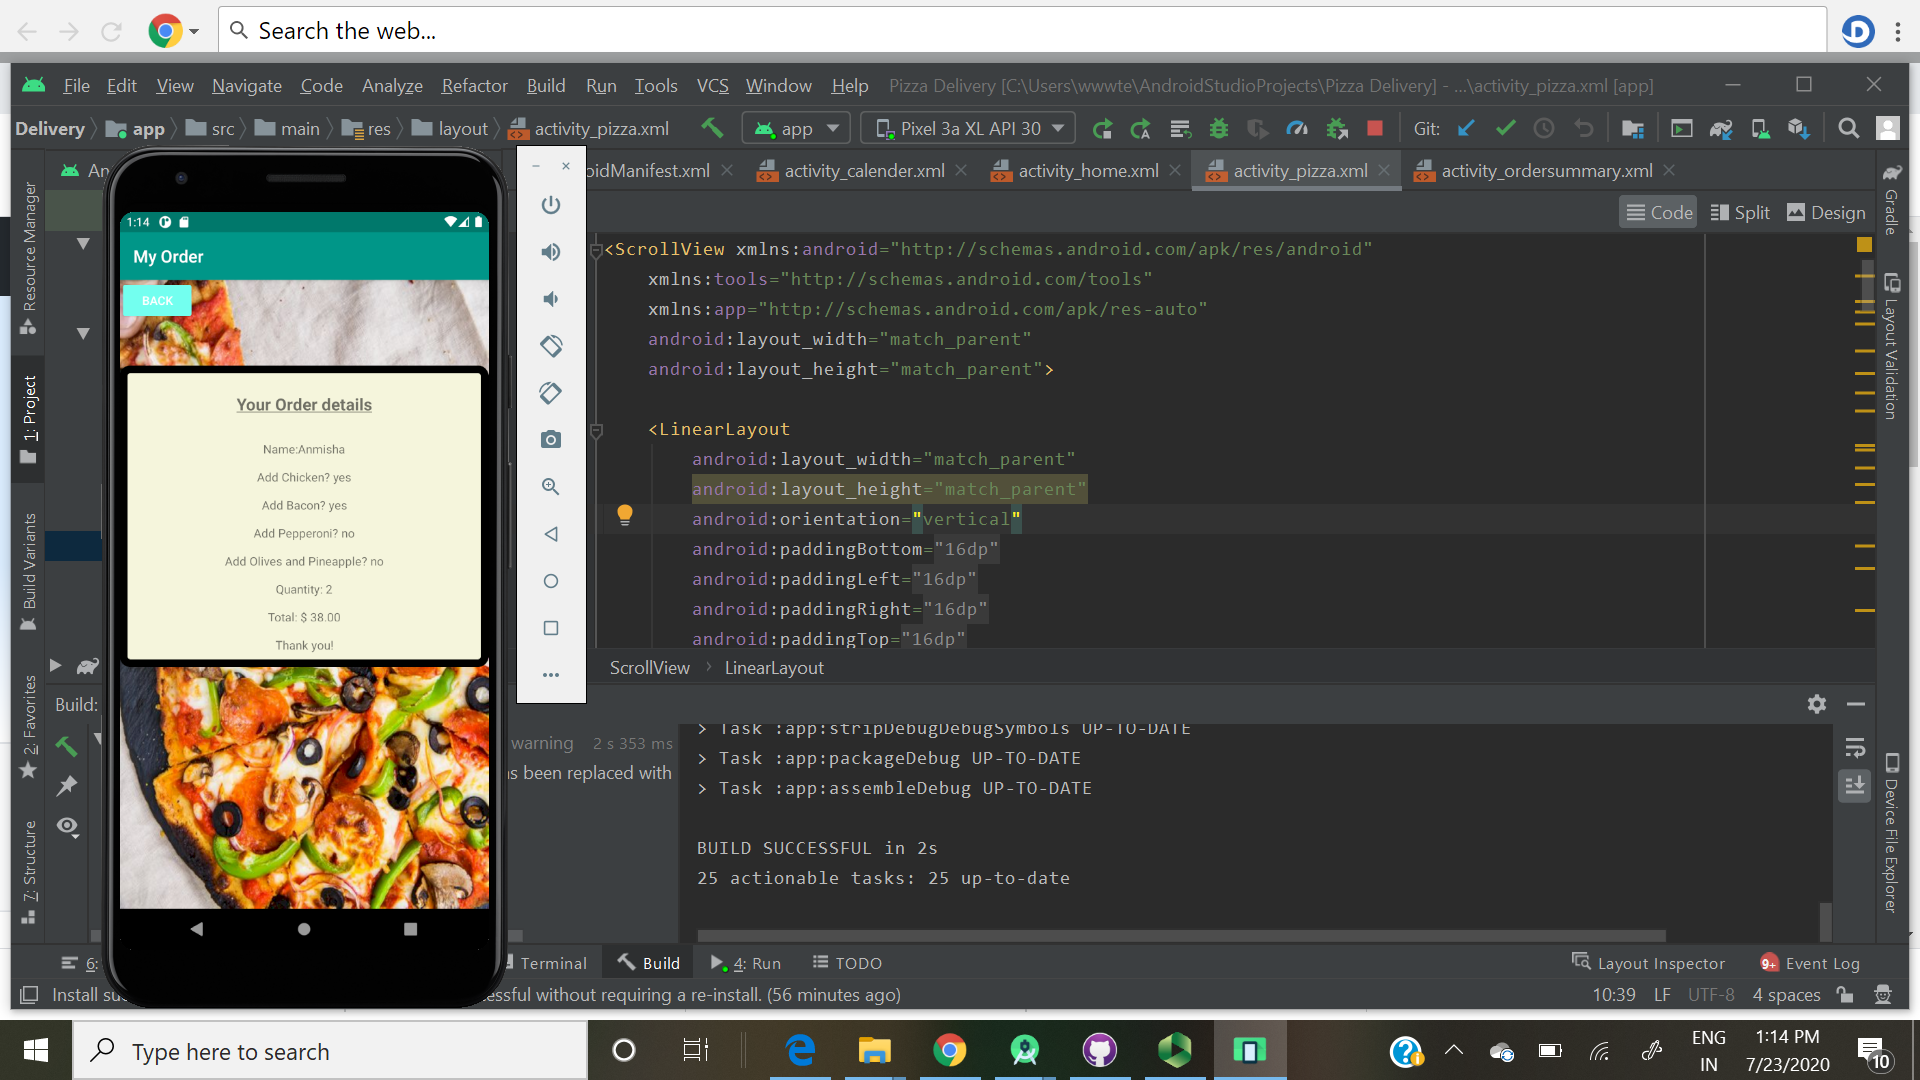 Search the web...
File Edit View Navigate Code Analyze Refactor Build Run Tools VCS Window Help Pizza Delivery [C:\Users\wwwte\AndroidStudioProjects\Pizza Delivery] - ...\activity_pizza.xml [app]
Delivery app src main res layout activity_pizza.xml app Pixel 3a XL API 30 Git:
An
oidManifest.xml activity_calender.xml activity_home.xml activity_pizza.xml activity_ordersummary.xml
Code Split Design
Resource Manager
1: Project
Build Variants
2: Favorites
7: Structure
Gradle
Layout Validation
Device File Explorer
1:14
My Order
BACK
Your Order details
Name:Anmisha
Add Chicken? yes
Add Bacon? yes
Add Pepperoni? no
Add Olives and Pineapple? no
Quantity: 2
Total: $ 38.00
Thank you!
<ScrollView xmlns:android="http://schemas.android.com/apk/res/android"
xmlns:tools="http://schemas.android.com/tools"
xmlns:app="http://schemas.android.com/apk/res-auto"
android:layout_width="match_parent"
android:layout_height="match_parent">
<LinearLayout
android:layout_width="match_parent"
android:layout_height="match_parent"
android:orientation="vertical"
android:paddingBottom="16dp"
android:paddingLeft="16dp"
android:paddingRight="16dp"
android:paddingTop="16dp"
ScrollView LinearLayout
Build:
warning 2 s 353 ms
s been replaced with
> Task :app:stripDebugDebugSymbols UP-TO-DATE
> Task :app:packageDebug UP-TO-DATE
> Task :app:assembleDebug UP-TO-DATE
BUILD SUCCESSFUL in 2s
25 actionable tasks: 25 up-to-date
6: Terminal Build 4: Run TODO Layout Inspector 9+ Event Log
Install su ssful without requiring a re-install. (56 minutes ago) 10:39 LF UTF-8 4 spaces
Type here to search
ENG
IN
1:14 PM
7/23/2020
10